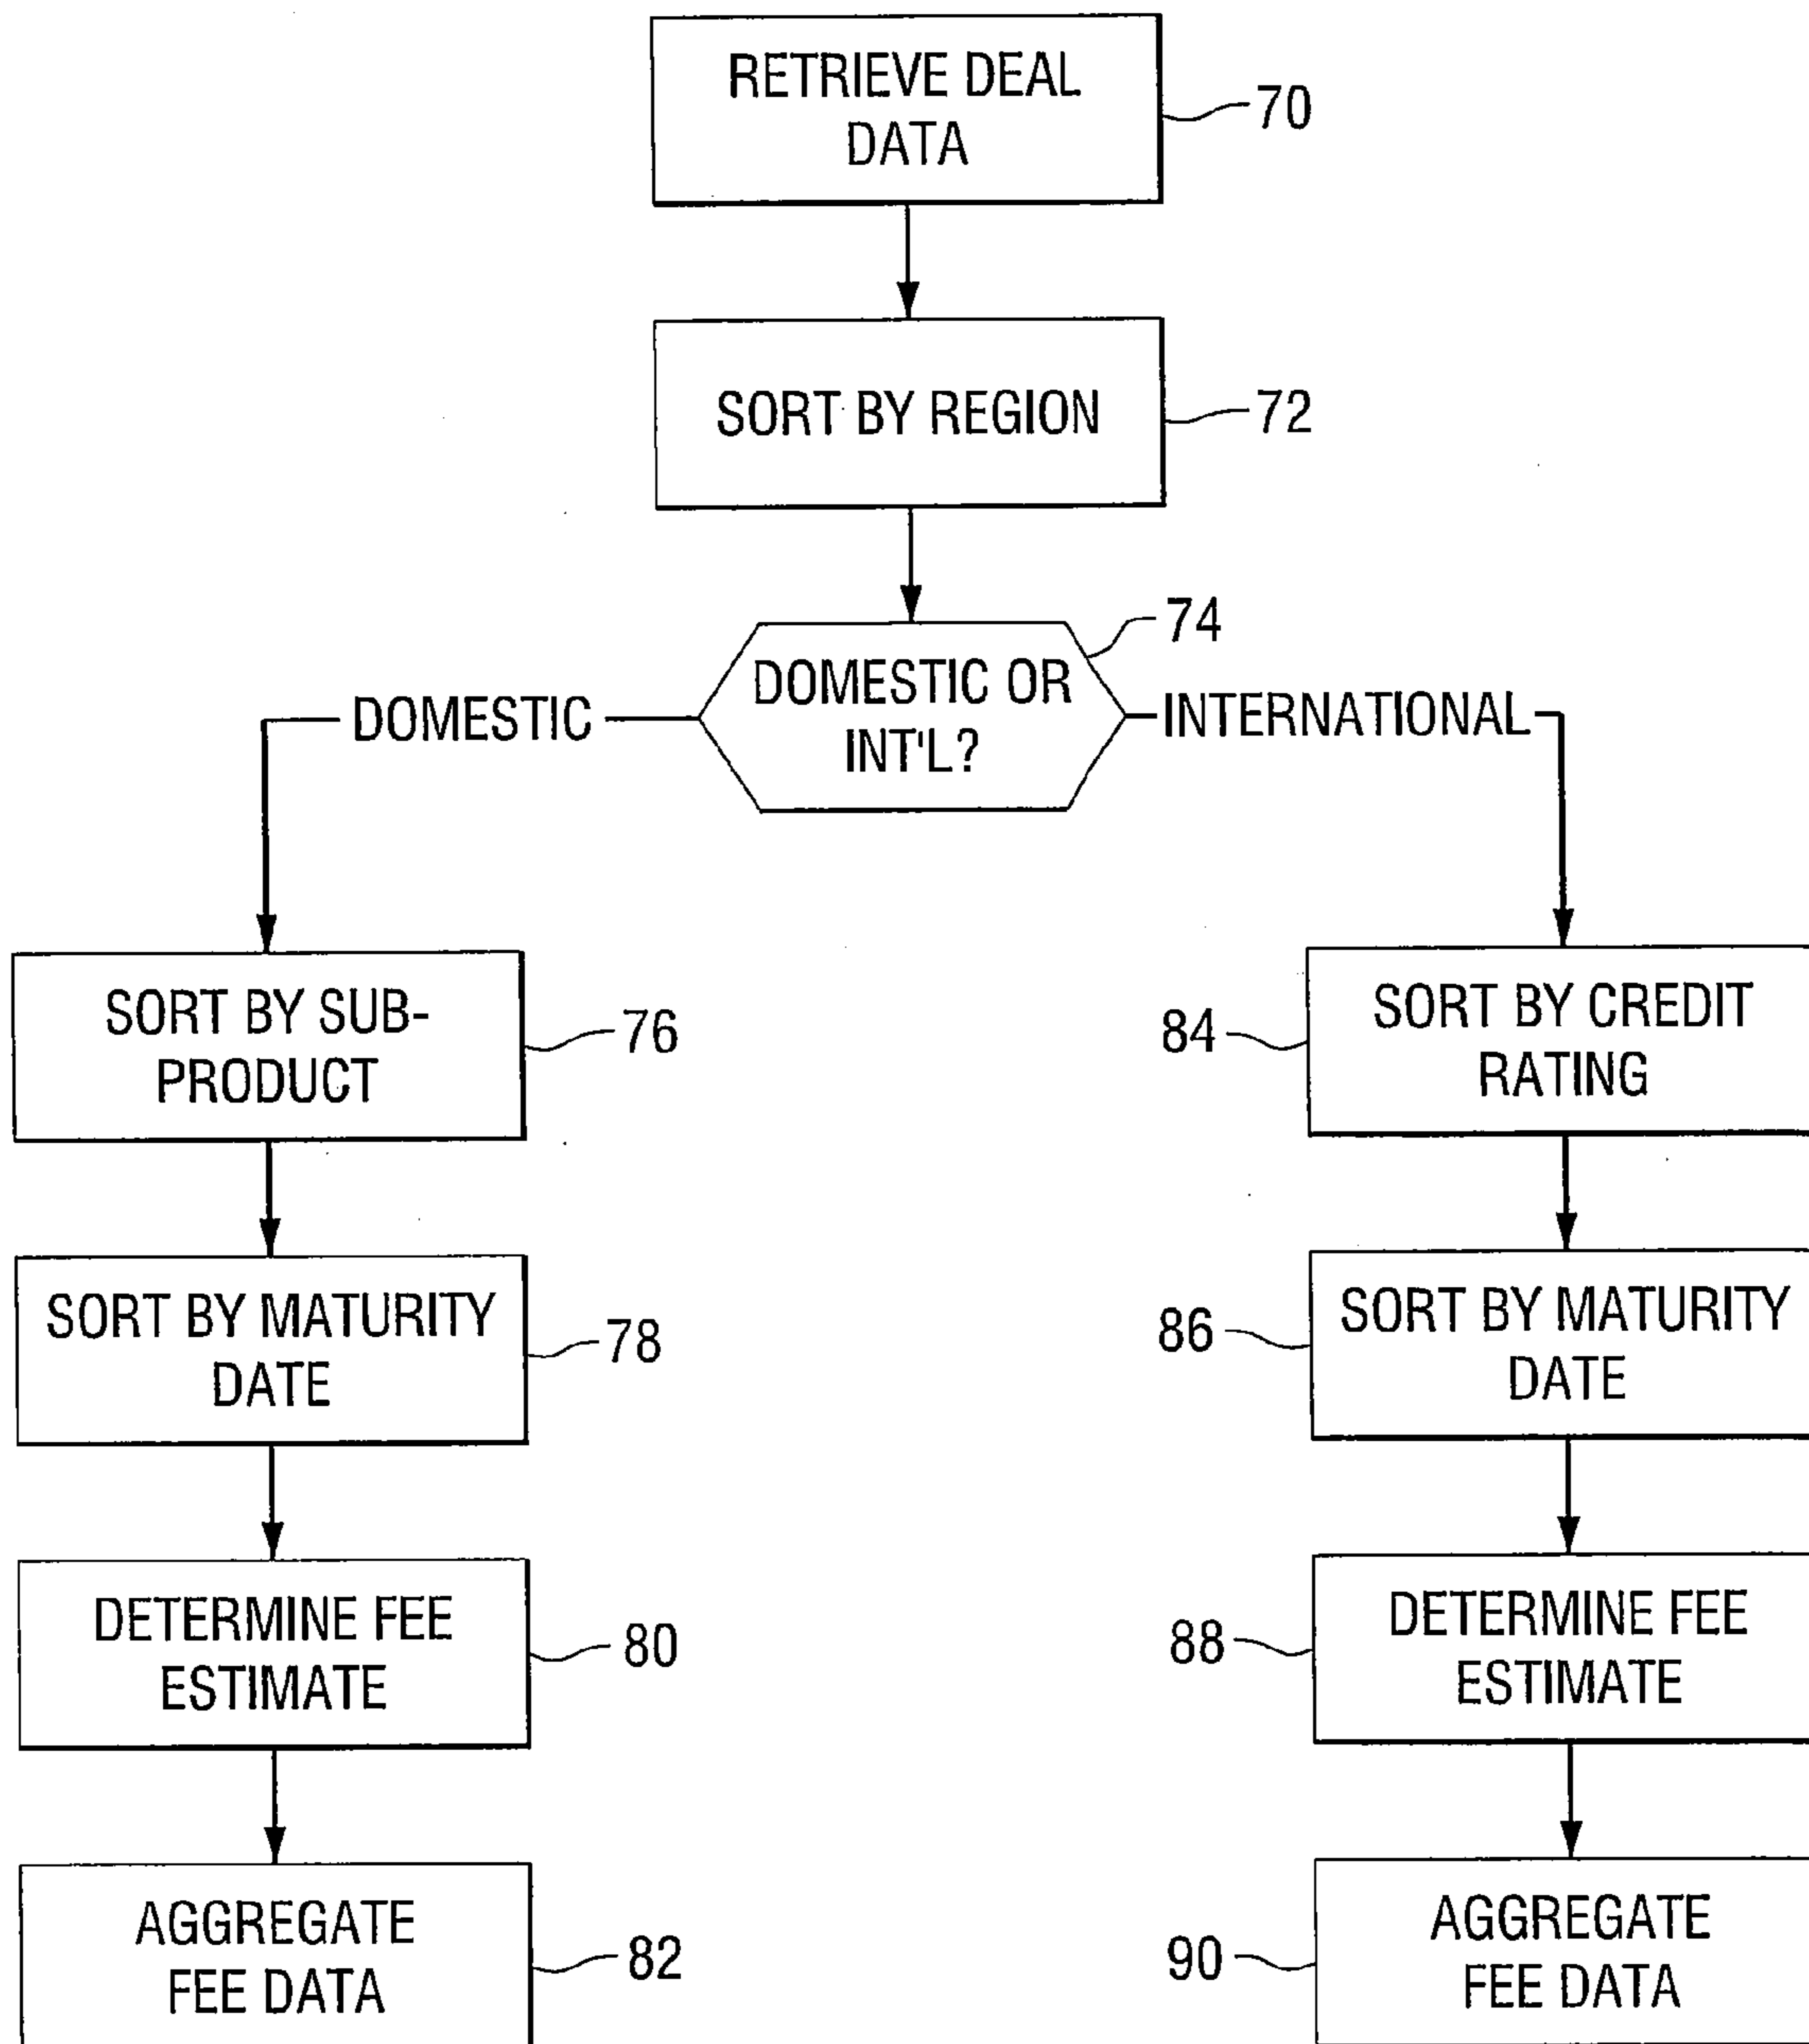 RETRIEVE DEAL
DATA
70
SORT BY REGION
72
74
DOMESTIC OR
INT'L?
DOMESTIC
INTERNATIONAL
SORT BY SUB-
PRODUCT
76
SORT BY MATURITY
DATE
78
DETERMINE FEE
ESTIMATE
80
AGGREGATE
FEE DATA
82
84
SORT BY CREDIT
RATING
86
SORT BY MATURITY
DATE
88
DETERMINE FEE
ESTIMATE
90
AGGREGATE
FEE DATA